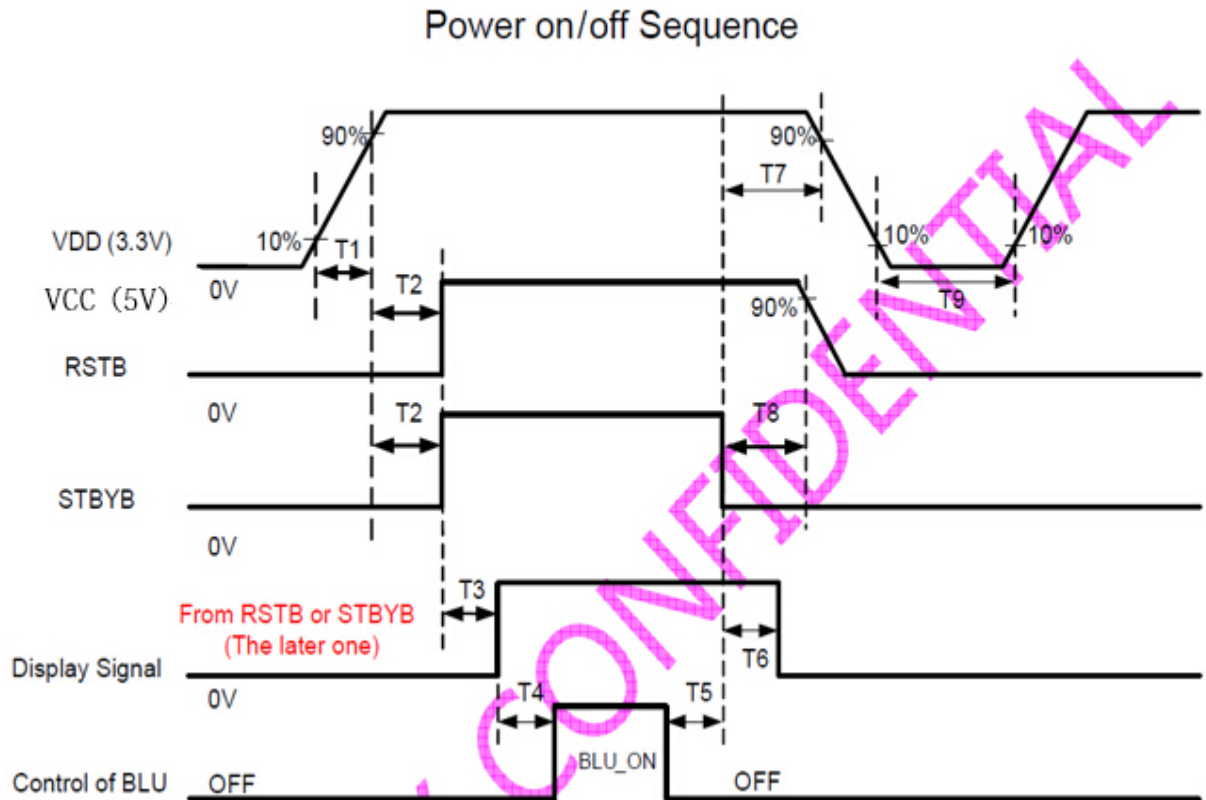 Power on/off Sequence
90%
90%
T7
VDD (3.3V)
10%
T1
10%
10%
VCC (5V)
0V
T2
T9
90%
RSTB
0V
T2
T8
STBYB
0V
T3
From RSTB or STBYB
(The later one)
Display Signal
T6
0V
T4
T5
BLU_ON
Control of BLU
OFF
OFF
CONFIDENTIAL